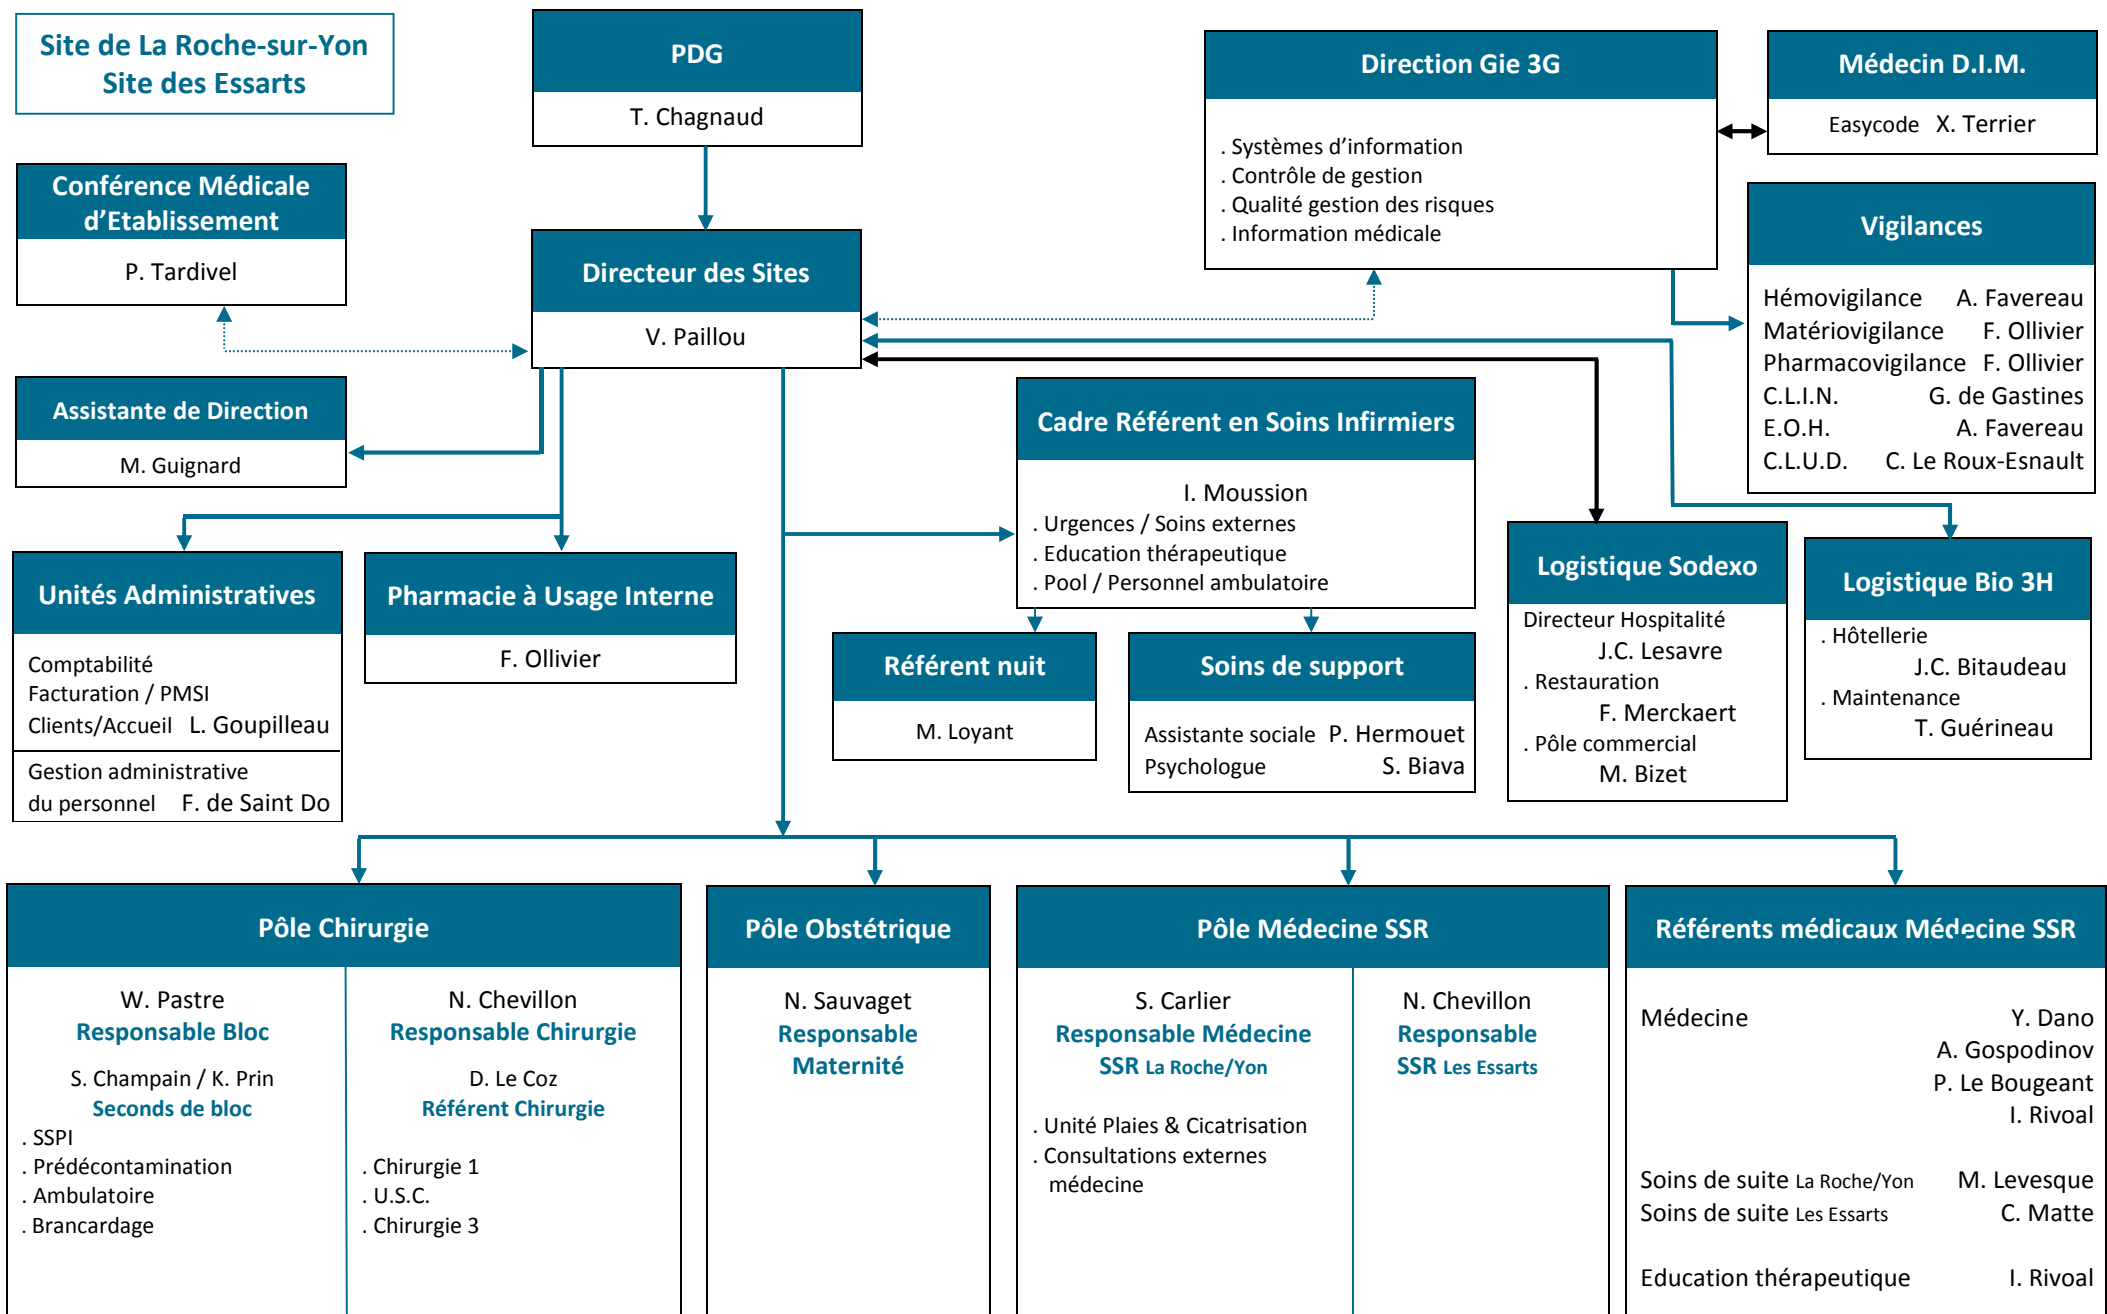 Site de La Roche-sur-Yon
Site des Essarts
PDG
T. Chagnaud
Direction Gie 3G
. Systèmes d’information
. Contrôle de gestion
. Qualité gestion des risques
. Information médicale
Médecin D.I.M.
Easycode X. Terrier
Conférence Médicale
d’Etablissement
P. Tardivel
Directeur des Sites
V. Paillou
Vigilances
Hémovigilance A. Favereau
Matériovigilance F. Ollivier
Pharmacovigilance F. Ollivier
C.L.I.N. G. de Gastines
E.O.H. A. Favereau
C.L.U.D. C. Le Roux-Esnault
Assistante de Direction
M. Guignard
Cadre Référent en Soins Infirmiers
I. Moussion
. Urgences / Soins externes
. Education thérapeutique
. Pool / Personnel ambulatoire
Unités Administratives
Comptabilité
Facturation / PMSI
Clients/Accueil L. Goupilleau
Gestion administrative
du personnel F. de Saint Do
Pharmacie à Usage Interne
F. Ollivier
Référent nuit
M. Loyant
Soins de support
Assistante sociale P. Hermouet
Psychologue S. Biava
Logistique Sodexo
Directeur Hospitalité
J.C. Lesavre
. Restauration
F. Merckaert
. Pôle commercial
M. Bizet
Logistique Bio 3H
. Hôtellerie
J.C. Bitaudeau
. Maintenance
T. Guérineau
Pôle Chirurgie
W. Pastre
Responsable Bloc
S. Champain / K. Prin
Seconds de bloc
. SSPI
. Prédécontamination
. Ambulatoire
. Brancardage
N. Chevillon
Responsable Chirurgie
D. Le Coz
Référent Chirurgie
. Chirurgie 1
. U.S.C.
. Chirurgie 3
Pôle Obstétrique
N. Sauvaget
Responsable
Maternité
Pôle Médecine SSR
S. Carlier
Responsable Médecine
SSR La Roche/Yon
. Unité Plaies & Cicatrisation
. Consultations externes
médecine
N. Chevillon
Responsable
SSR Les Essarts
Référents médicaux Médecine SSR
Médecine Y. Dano
A. Gospodinov
P. Le Bougeant
I. Rivoal
Soins de suite La Roche/Yon M. Levesque
Soins de suite Les Essarts C. Matte
Education thérapeutique I. Rivoal